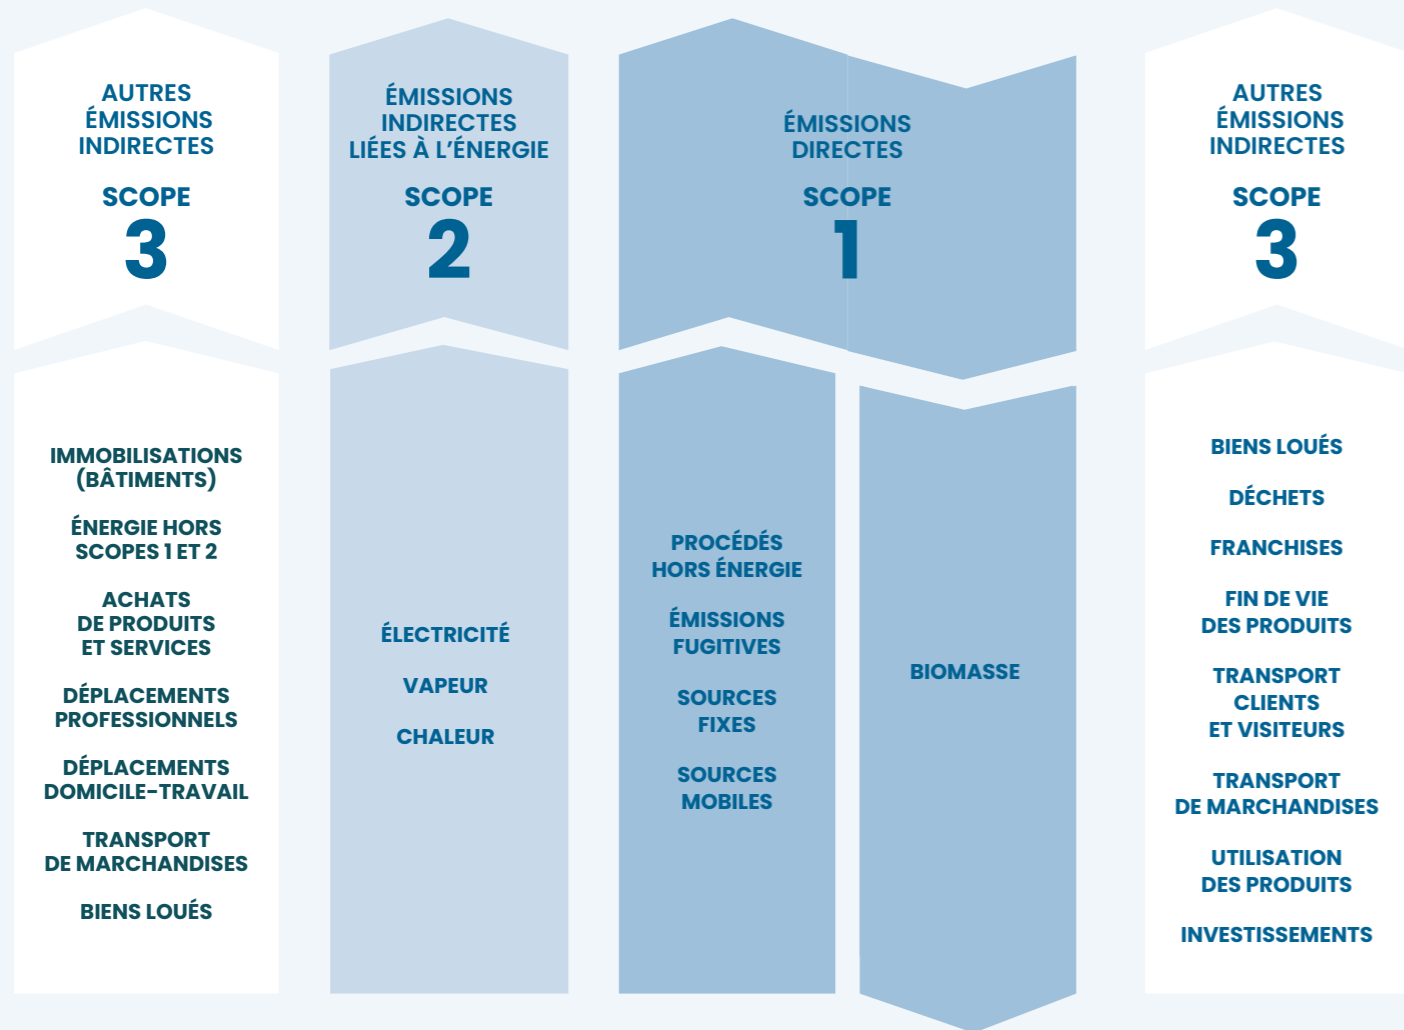 AUTRES
ÉMISSIONS
INDIRECTES
SCOPE
3
IMMOBILISATIONS
(BÂTIMENTS)
ÉNERGIE HORS
SCOPES 1 ET 2
ACHATS
DE PRODUITS
ET SERVICES
DÉPLACEMENTS
PROFESSIONNELS
DÉPLACEMENTS
DOMICILE-TRAVAIL
TRANSPORT
DE MARCHANDISES
BIENS LOUÉS
ÉMISSIONS
INDIRECTES
LIÉES À L’ÉNERGIE
SCOPE
2
ÉLECTRICITÉ
VAPEUR
CHALEUR
ÉMISSIONS
DIRECTES
SCOPE
1
PROCÉDÉS
HORS ÉNERGIE
ÉMISSIONS
FUGITIVES
SOURCES
FIXES
SOURCES
MOBILES
BIOMASSE
AUTRES
ÉMISSIONS
INDIRECTES
SCOPE
3
BIENS LOUÉS
DÉCHETS
FRANCHISES
FIN DE VIE
DES PRODUITS
TRANSPORT
CLIENTS
ET VISITEURS
TRANSPORT
DE MARCHANDISES
UTILISATION
DES PRODUITS
INVESTISSEMENTS